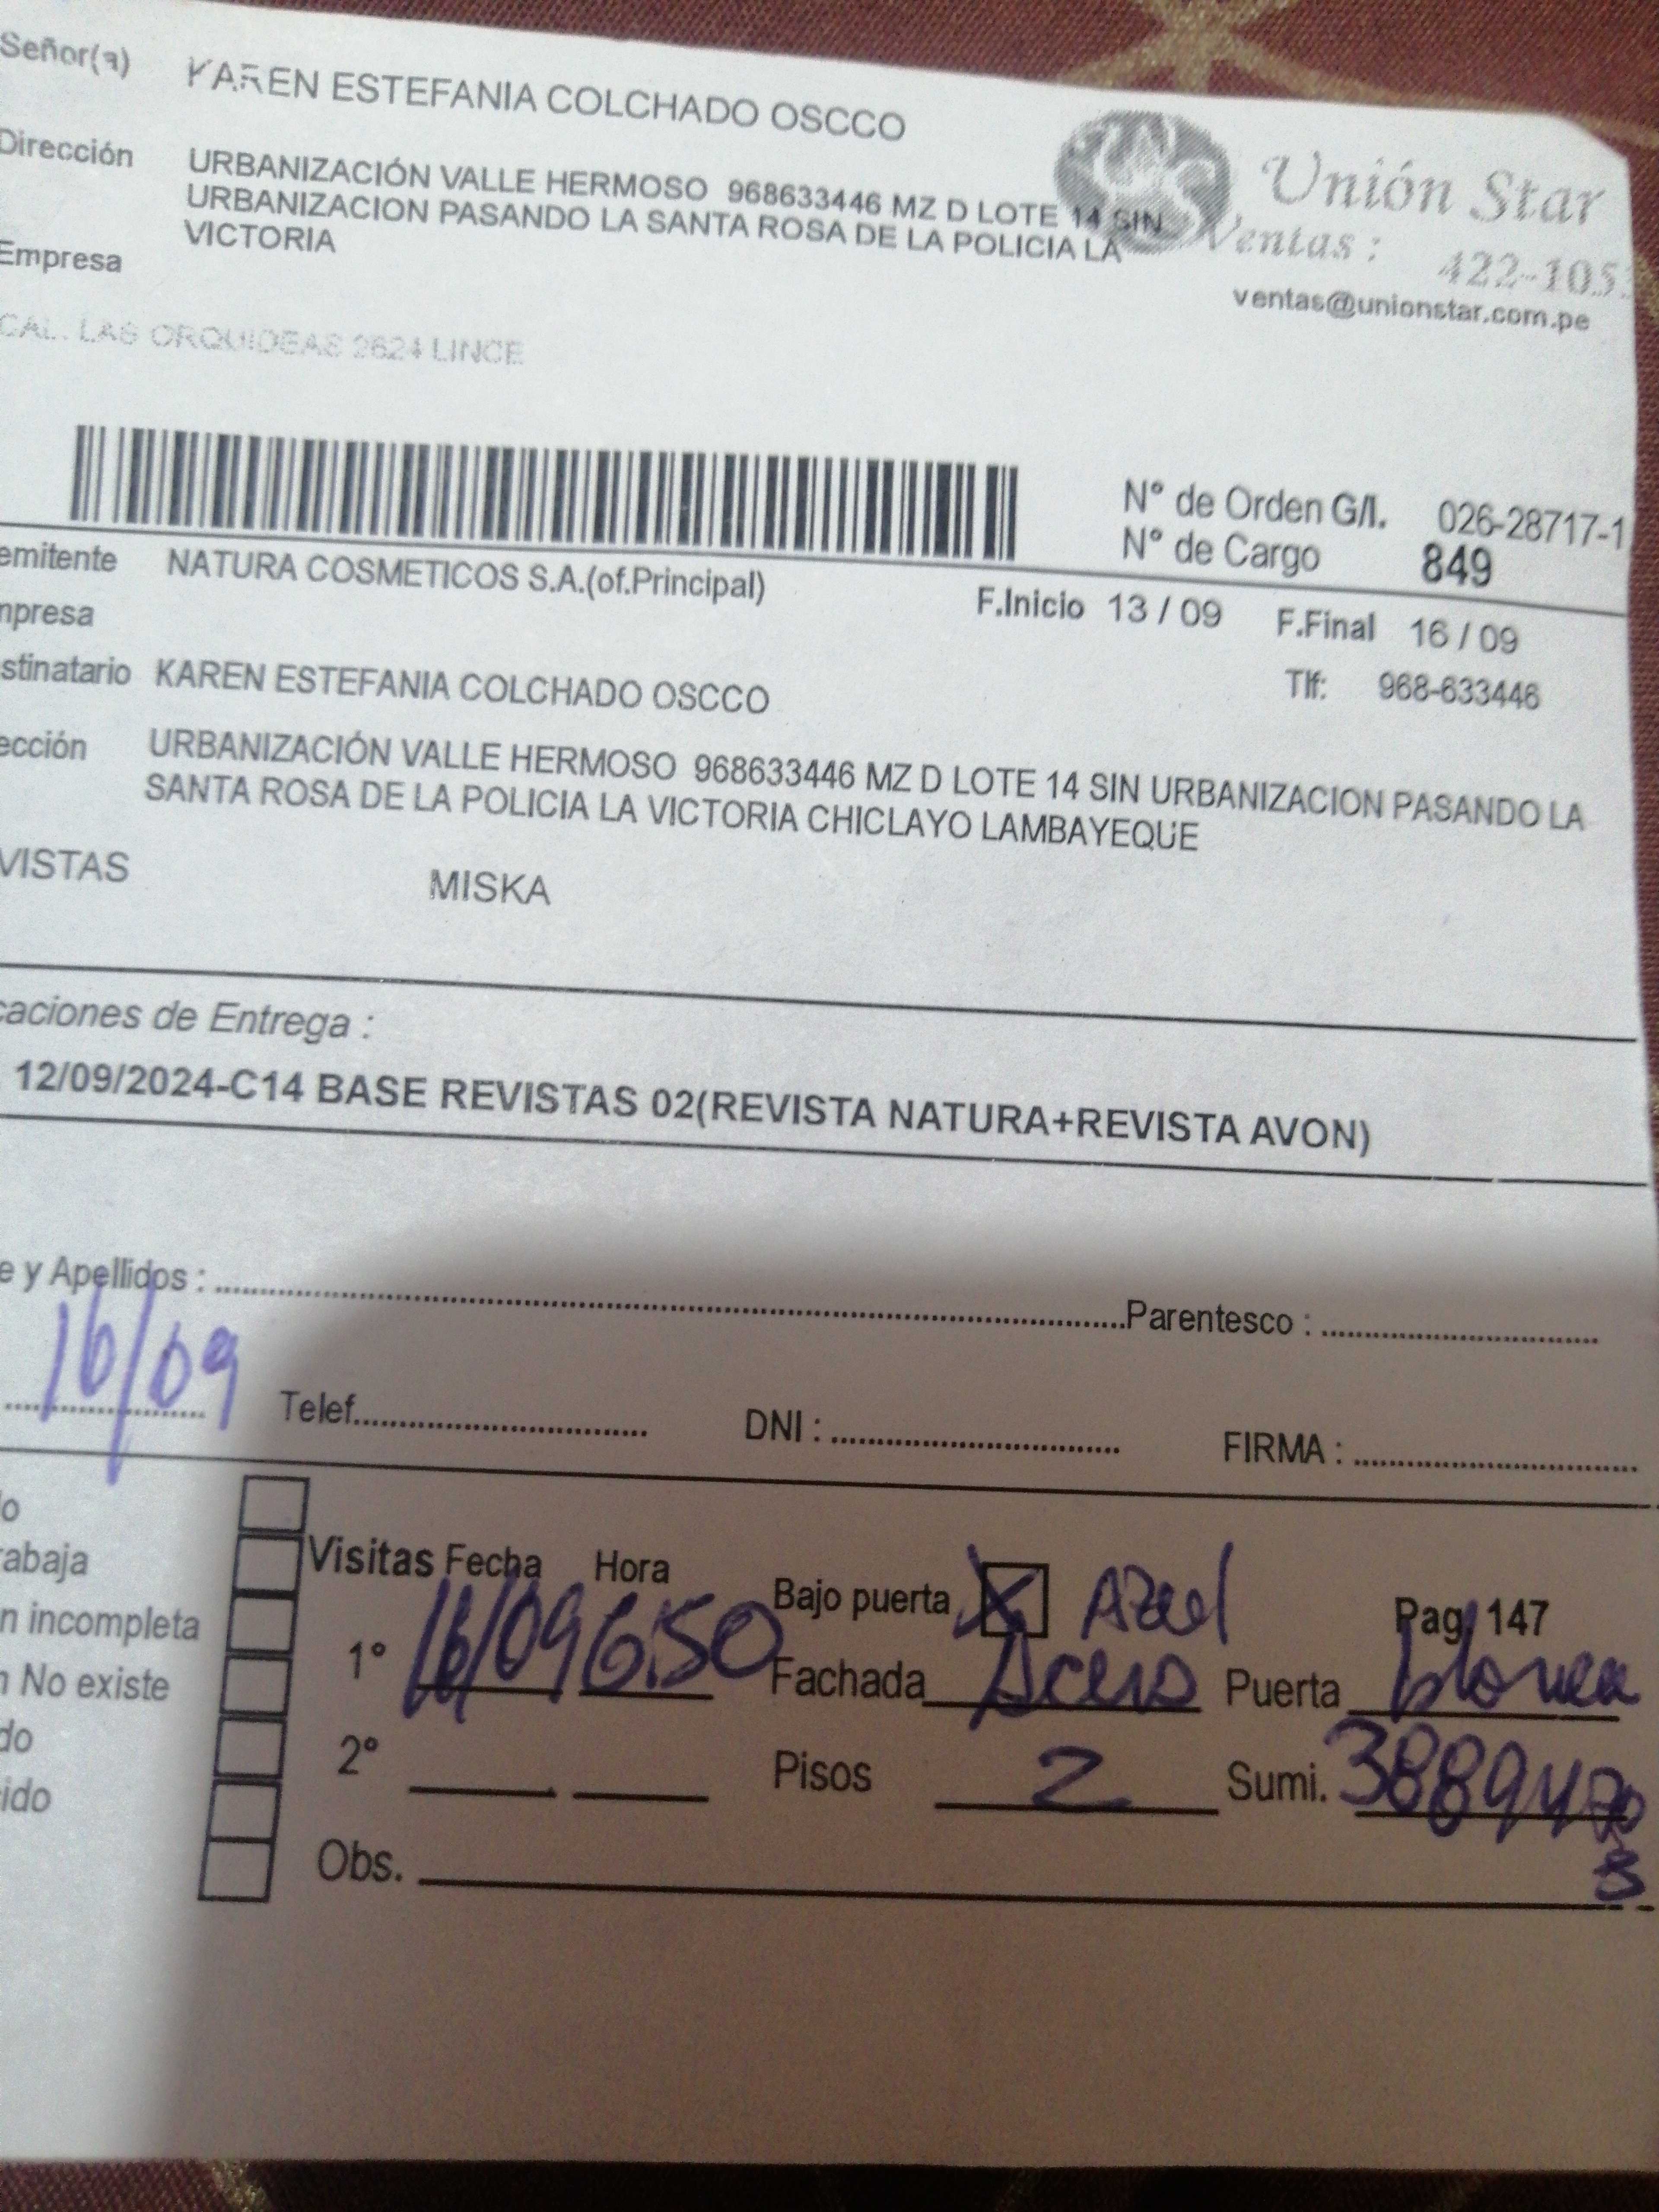 Señor(a) KAREN ESTEFANIA COLCHADO OSCCO
Unión Star
Dirección URBANIZACIÓN VALLE HERMOSO 968633446 MZ D LOTE 14 SIN
URBANIZACION PASANDO LA SANTA ROSA DE LA POLICIA LA
VICTORIA
Ventas : 422-105
Empresa
ventas@unionstar.com.pe
CAL. LAS ORQUIDEAS 2624 LINCE
N° de Orden G/I. 026-28717-1
N° de Cargo 849
emitente NATURA COSMETICOS S.A.(of.Principal)
F.Inicio 13 / 09 F.Final 16 / 09
mpresa
stinatario KAREN ESTEFANIA COLCHADO OSCCO
Tlf: 968-633446
ección URBANIZACIÓN VALLE HERMOSO 968633446 MZ D LOTE 14 SIN URBANIZACION PASANDO LA
SANTA ROSA DE LA POLICIA LA VICTORIA CHICLAYO LAMBAYEQUE
VISTAS MISKA
caciones de Entrega :
12/09/2024-C14 BASE REVISTAS 02(REVISTA NATURA+REVISTA AVON)
e y Apellidos : Parentesco :
16/09 Telef. DNI : FIRMA :
o
abaja
n incompleta
n No existe
do
ido
Visitas Fecha Hora Bajo puerta X Azul Pag. 147
1° 16/09 6:50 Fachada Acero Puerta blanca
2° Pisos 2 Sumi.
Obs.